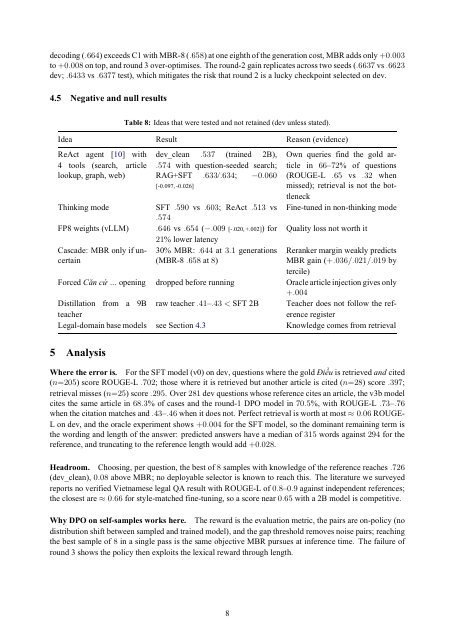 decoding (.664) exceeds C1 with MBR-8 (.658) at one eighth of the generation cost, MBR adds only +0.003
to +0.008 on top, and round 3 over-optimises. The round-2 gain replicates across two seeds (.6637 vs .6623
dev; .6433 vs .6377 test), which mitigates the risk that round 2 is a lucky checkpoint selected on dev.
4.5 Negative and null results
Table 8: Ideas that were tested and not retained (dev unless stated).
Idea Result Reason (evidence)
ReAct agent [10] with
4 tools (search, article
lookup, graph, web)
dev_clean .537 (trained 2B),
.574 with question-seeded search;
RAG+SFT .633/.634; −0.060
[-0.097, -0.026]
Own queries find the gold ar-
ticle in 66–72% of questions
(ROUGE-L .65 vs .32 when
missed); retrieval is not the bot-
tleneck
Thinking mode
SFT .590 vs .603; ReAct .513 vs
.574
Fine-tuned in non-thinking mode
FP8 weights (vLLM)
.646 vs .654 (−.009 [-.020, +.002]) for
21% lower latency
Quality loss not worth it
Cascade: MBR only if un-
certain
30% MBR: .644 at 3.1 generations
(MBR-8 .658 at 8)
Reranker margin weakly predicts
MBR gain (+.036/.021/.019 by
tercile)
Forced Căn cứ ... opening
dropped before running
Oracle article injection gives only
+.004
Distillation from a 9B
teacher
raw teacher .41–.43 < SFT 2B
Teacher does not follow the ref-
erence register
Legal-domain base models
see Section 4.3
Knowledge comes from retrieval
5 Analysis
Where the error is. For the SFT model (v0) on dev, questions where the gold Điều is retrieved and cited
(n=205) score ROUGE-L .702; those where it is retrieved but another article is cited (n=28) score .397;
retrieval misses (n=25) score .295. Over 281 dev questions whose reference cites an article, the v3b model
cites the same article in 68.3% of cases and the round-1 DPO model in 70.5%, with ROUGE-L .73–.76
when the citation matches and .43–.46 when it does not. Perfect retrieval is worth at most ≈ 0.06 ROUGE-
L on dev, and the oracle experiment shows +0.004 for the SFT model, so the dominant remaining term is
the wording and length of the answer: predicted answers have a median of 315 words against 294 for the
reference, and truncating to the reference length would add +0.028.
Headroom. Choosing, per question, the best of 8 samples with knowledge of the reference reaches .726
(dev_clean), 0.08 above MBR; no deployable selector is known to reach this. The literature we surveyed
reports no verified Vietnamese legal QA result with ROUGE-L of 0.8–0.9 against independent references;
the closest are ≈ 0.66 for style-matched fine-tuning, so a score near 0.65 with a 2B model is competitive.
Why DPO on self-samples works here. The reward is the evaluation metric, the pairs are on-policy (no
distribution shift between sampled and trained model), and the gap threshold removes noise pairs; reaching
the best sample of 8 in a single pass is the same objective MBR pursues at inference time. The failure of
round 3 shows the policy then exploits the lexical reward through length.
8